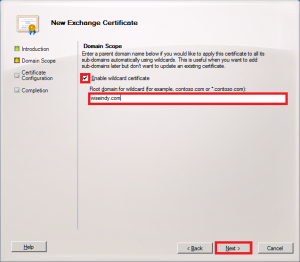 New Exchange Certificate
Introduction
Domain Scope
Certificate
Configuration
Completion
Domain Scope
Enter a parent domain name below if you would like to apply this certificate to all its
sub-domains automatically using wildcards. This is useful when you want to add
sub-domains later but don't want to update an existing certificate.
Enable wildcard certificate
Root domain for wildcard (for example, contoso.com or *.contoso.com):
wiseindy.com
Help
< Back
Next >
Cancel